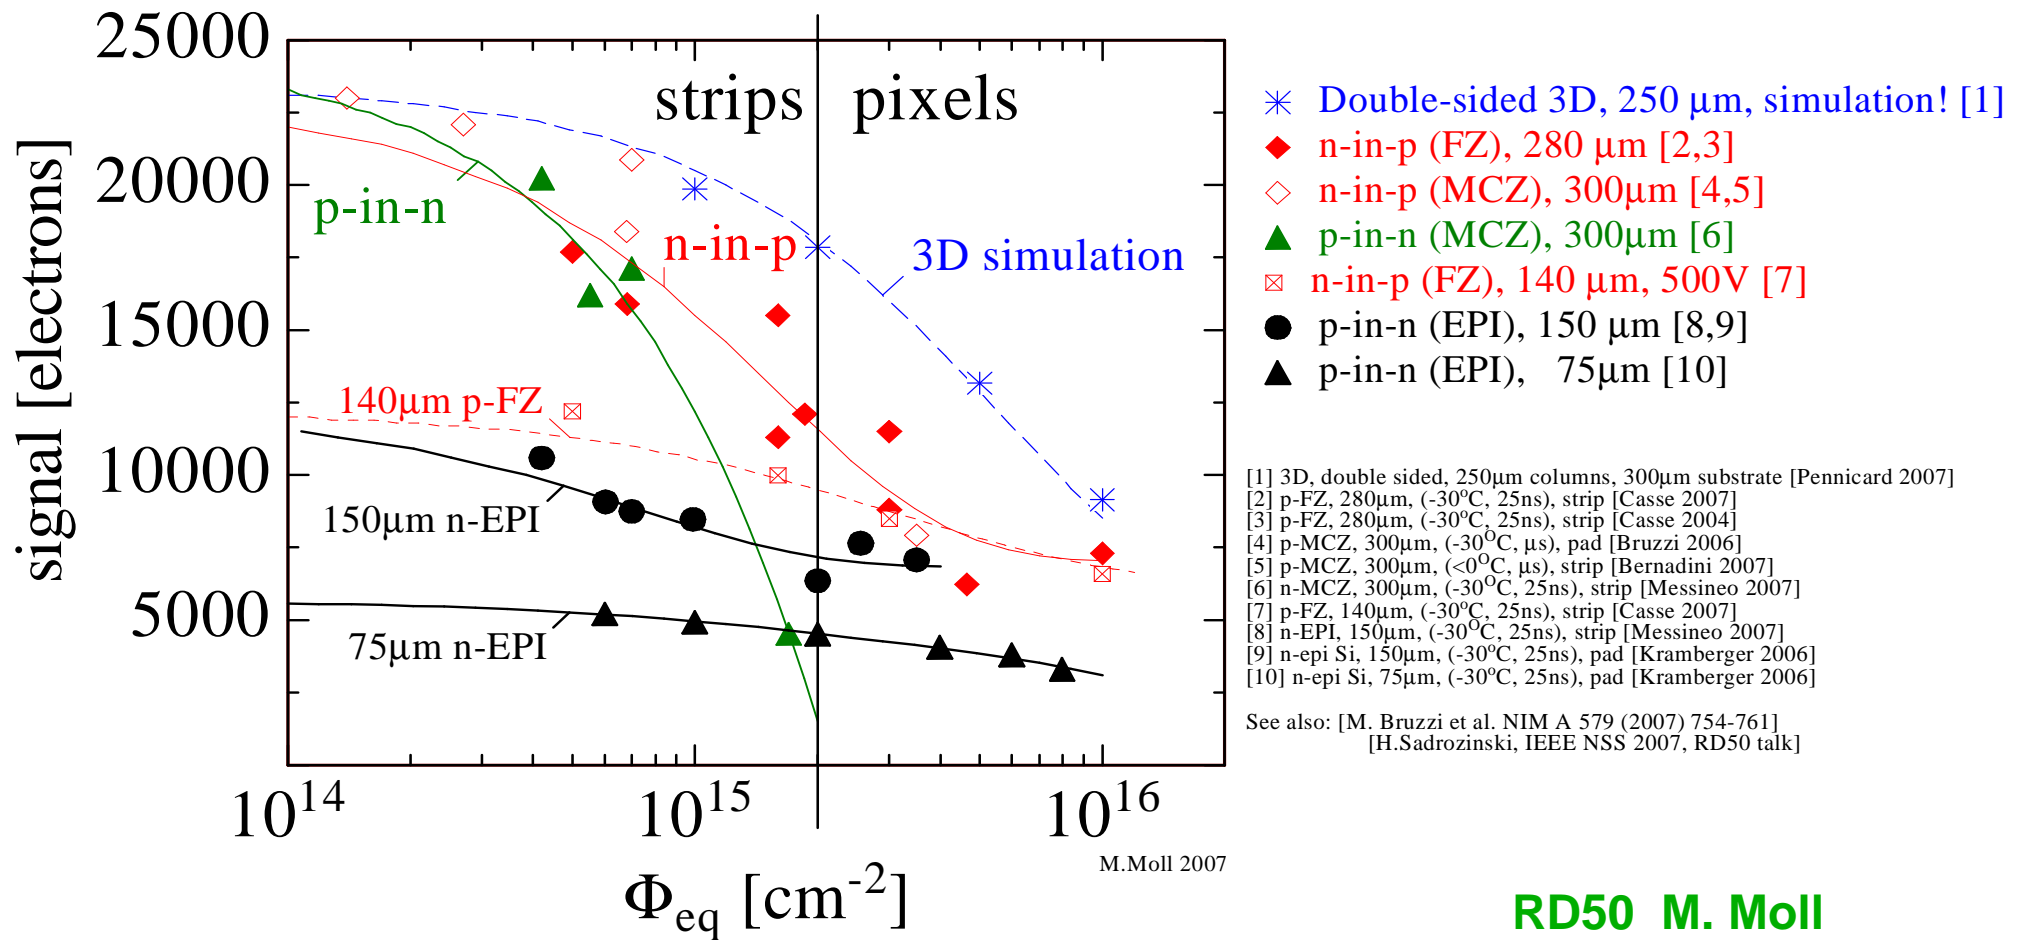 25000
20000
15000
10000
5000
signal [electrons]
strips
pixels
p-in-n
n-in-p
3D simulation
140μm p-FZ
150μm n-EPI
75μm n-EPI
10^14
10^15
10^16
Φeq [cm^-2]
M.Moll 2007
Double-sided 3D, 250 μm, simulation! [1]
n-in-p (FZ), 280 μm [2,3]
n-in-p (MCZ), 300μm [4,5]
p-in-n (MCZ), 300μm [6]
n-in-p (FZ), 140 μm, 500V [7]
p-in-n (EPI), 150 μm [8,9]
p-in-n (EPI), 75μm [10]
[1] 3D, double sided, 250μm columns, 300μm substrate [Pennicard 2007]
[2] p-FZ, 280μm, (-30°C, 25ns), strip [Casse 2007]
[3] p-FZ, 280μm, (-30°C, 25ns), strip [Casse 2004]
[4] p-MCZ, 300μm, (-30°C, μs), pad [Bruzzi 2006]
[5] p-MCZ, 300μm, (<0°C, μs), strip [Bernadini 2007]
[6] n-MCZ, 300μm, (-30°C, 25ns), strip [Messineo 2007]
[7] p-FZ, 140μm, (-30°C, 25ns), strip [Casse 2007]
[8] n-EPI, 150μm, (-30°C, 25ns), strip [Messineo 2007]
[9] n-epi Si, 150μm, (-30°C, 25ns), pad [Kramberger 2006]
[10] n-epi Si, 75μm, (-30°C, 25ns), pad [Kramberger 2006]
See also: [M. Bruzzi et al. NIM A 579 (2007) 754-761]
[H.Sadrozinski, IEEE NSS 2007, RD50 talk]
RD50 M. Moll